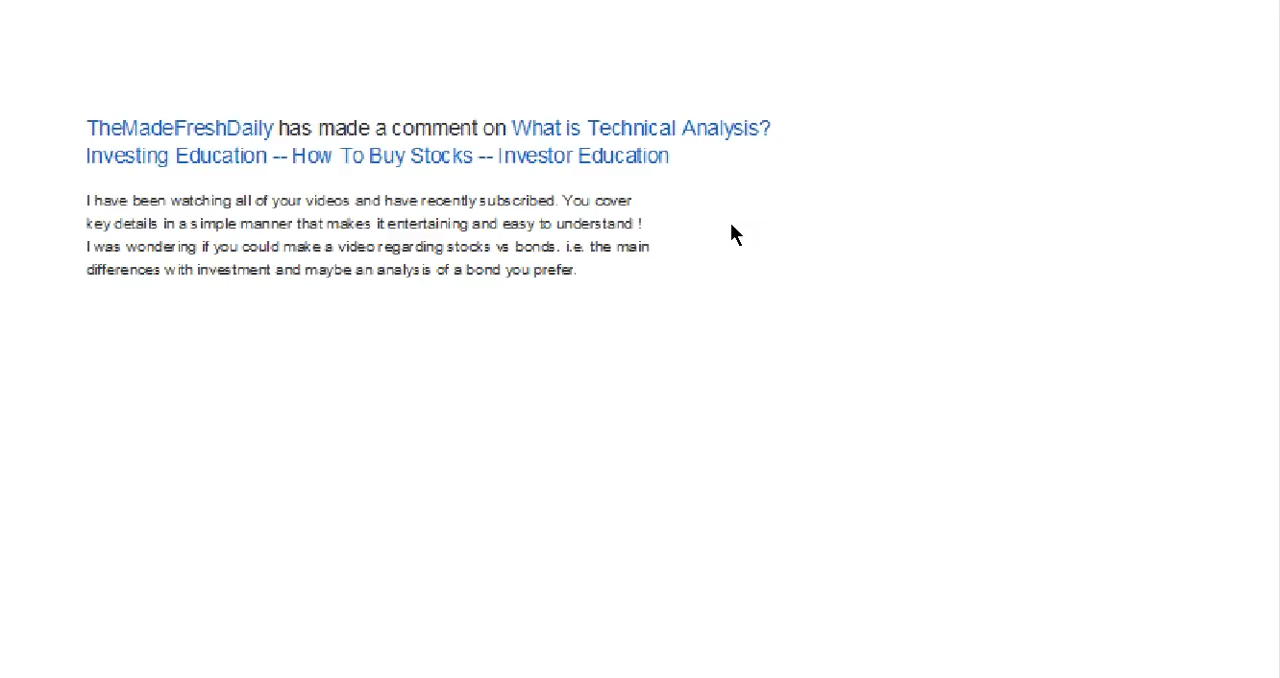 TheMadeFreshDaily has made a comment on What is Technical Analysis?
Investing Education -- How To Buy Stocks -- Investor Education
I have been watching all of your videos and have recently subscribed. You cover
key details in a simple manner that makes it entertaining and easy to understand !
I was wondering if you could make a video regarding stocks vs bonds. i.e. the main
differences with investment and maybe an analysis of a bond you prefer.